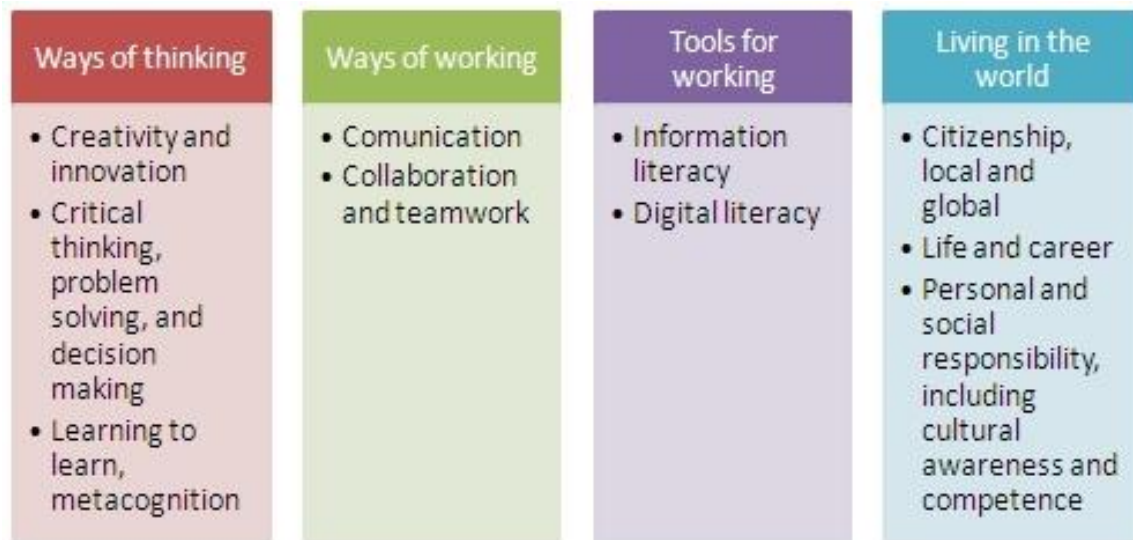 Ways of thinking
• Creativity and
innovation
• Critical
thinking,
problem
solving, and
decision
making
• Learning to
learn,
metacognition
Ways of working
• Comunication
• Collaboration
and teamwork
Tools for
working
• Information
literacy
• Digital literacy
Living in the
world
• Citizenship,
local and
global
• Life and career
• Personal and
social
responsibility,
including
cultural
awareness and
competence